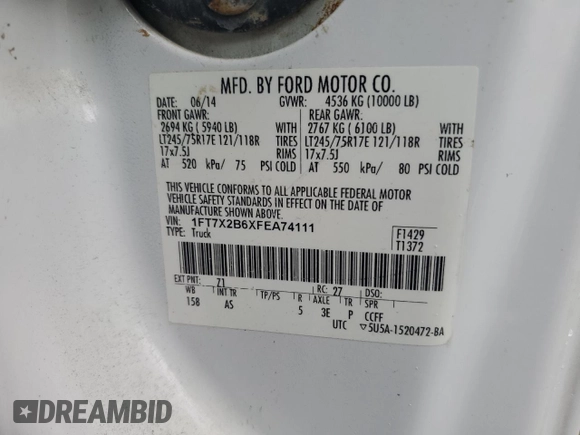 MFD. BY FORD MOTOR CO.
DATE: 06/14 GVWR: 4536 KG (10000 LB)
FRONT GAWR: REAR GAWR:
2694 KG ( 5940 LB) WITH 2767 KG ( 6100 LB) WITH
LT245/75R17E 121/118R TIRES LT245/75R17E 121/118R TIRES
17x7.5J RIMS 17x7.5J RIMS
AT 520 kPa/ 75 PSI COLD AT 550 kPa/ 80 PSI COLD
THIS VEHICLE CONFORMS TO ALL APPLICABLE FEDERAL MOTOR
VEHICLE SAFETY STANDARDS IN EFFECT ON THE DATE OF
MANUFACTURE SHOWN ABOVE.
VIN: 1FT7X2B6XFEA74111
TYPE: Truck
F1429
T1372
EXT PNT: Z1 RC: 27 DSO:
WB INT TR TP/PS R AXLE TR SPR
158 AS 5 3E P CCFF
UTC ▽5U5A-1520472-BA
DREAMBID